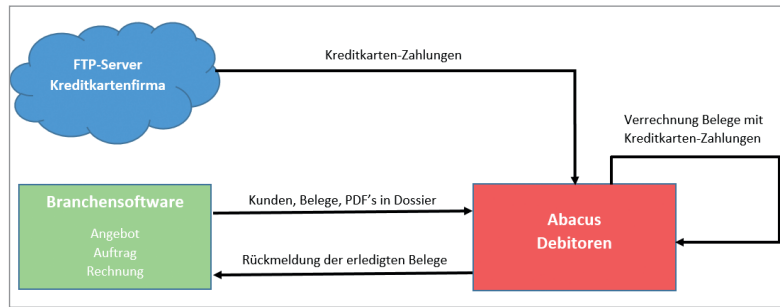 FTP-Server
Kreditkartenfirma
Kreditkarten-Zahlungen
Verrechnung Belege mit
Kreditkarten-Zahlungen
Branchensoftware
Angebot
Auftrag
Rechnung
Kunden, Belege, PDF's in Dossier
Abacus
Debitoren
Rückmeldung der erledigten Belege